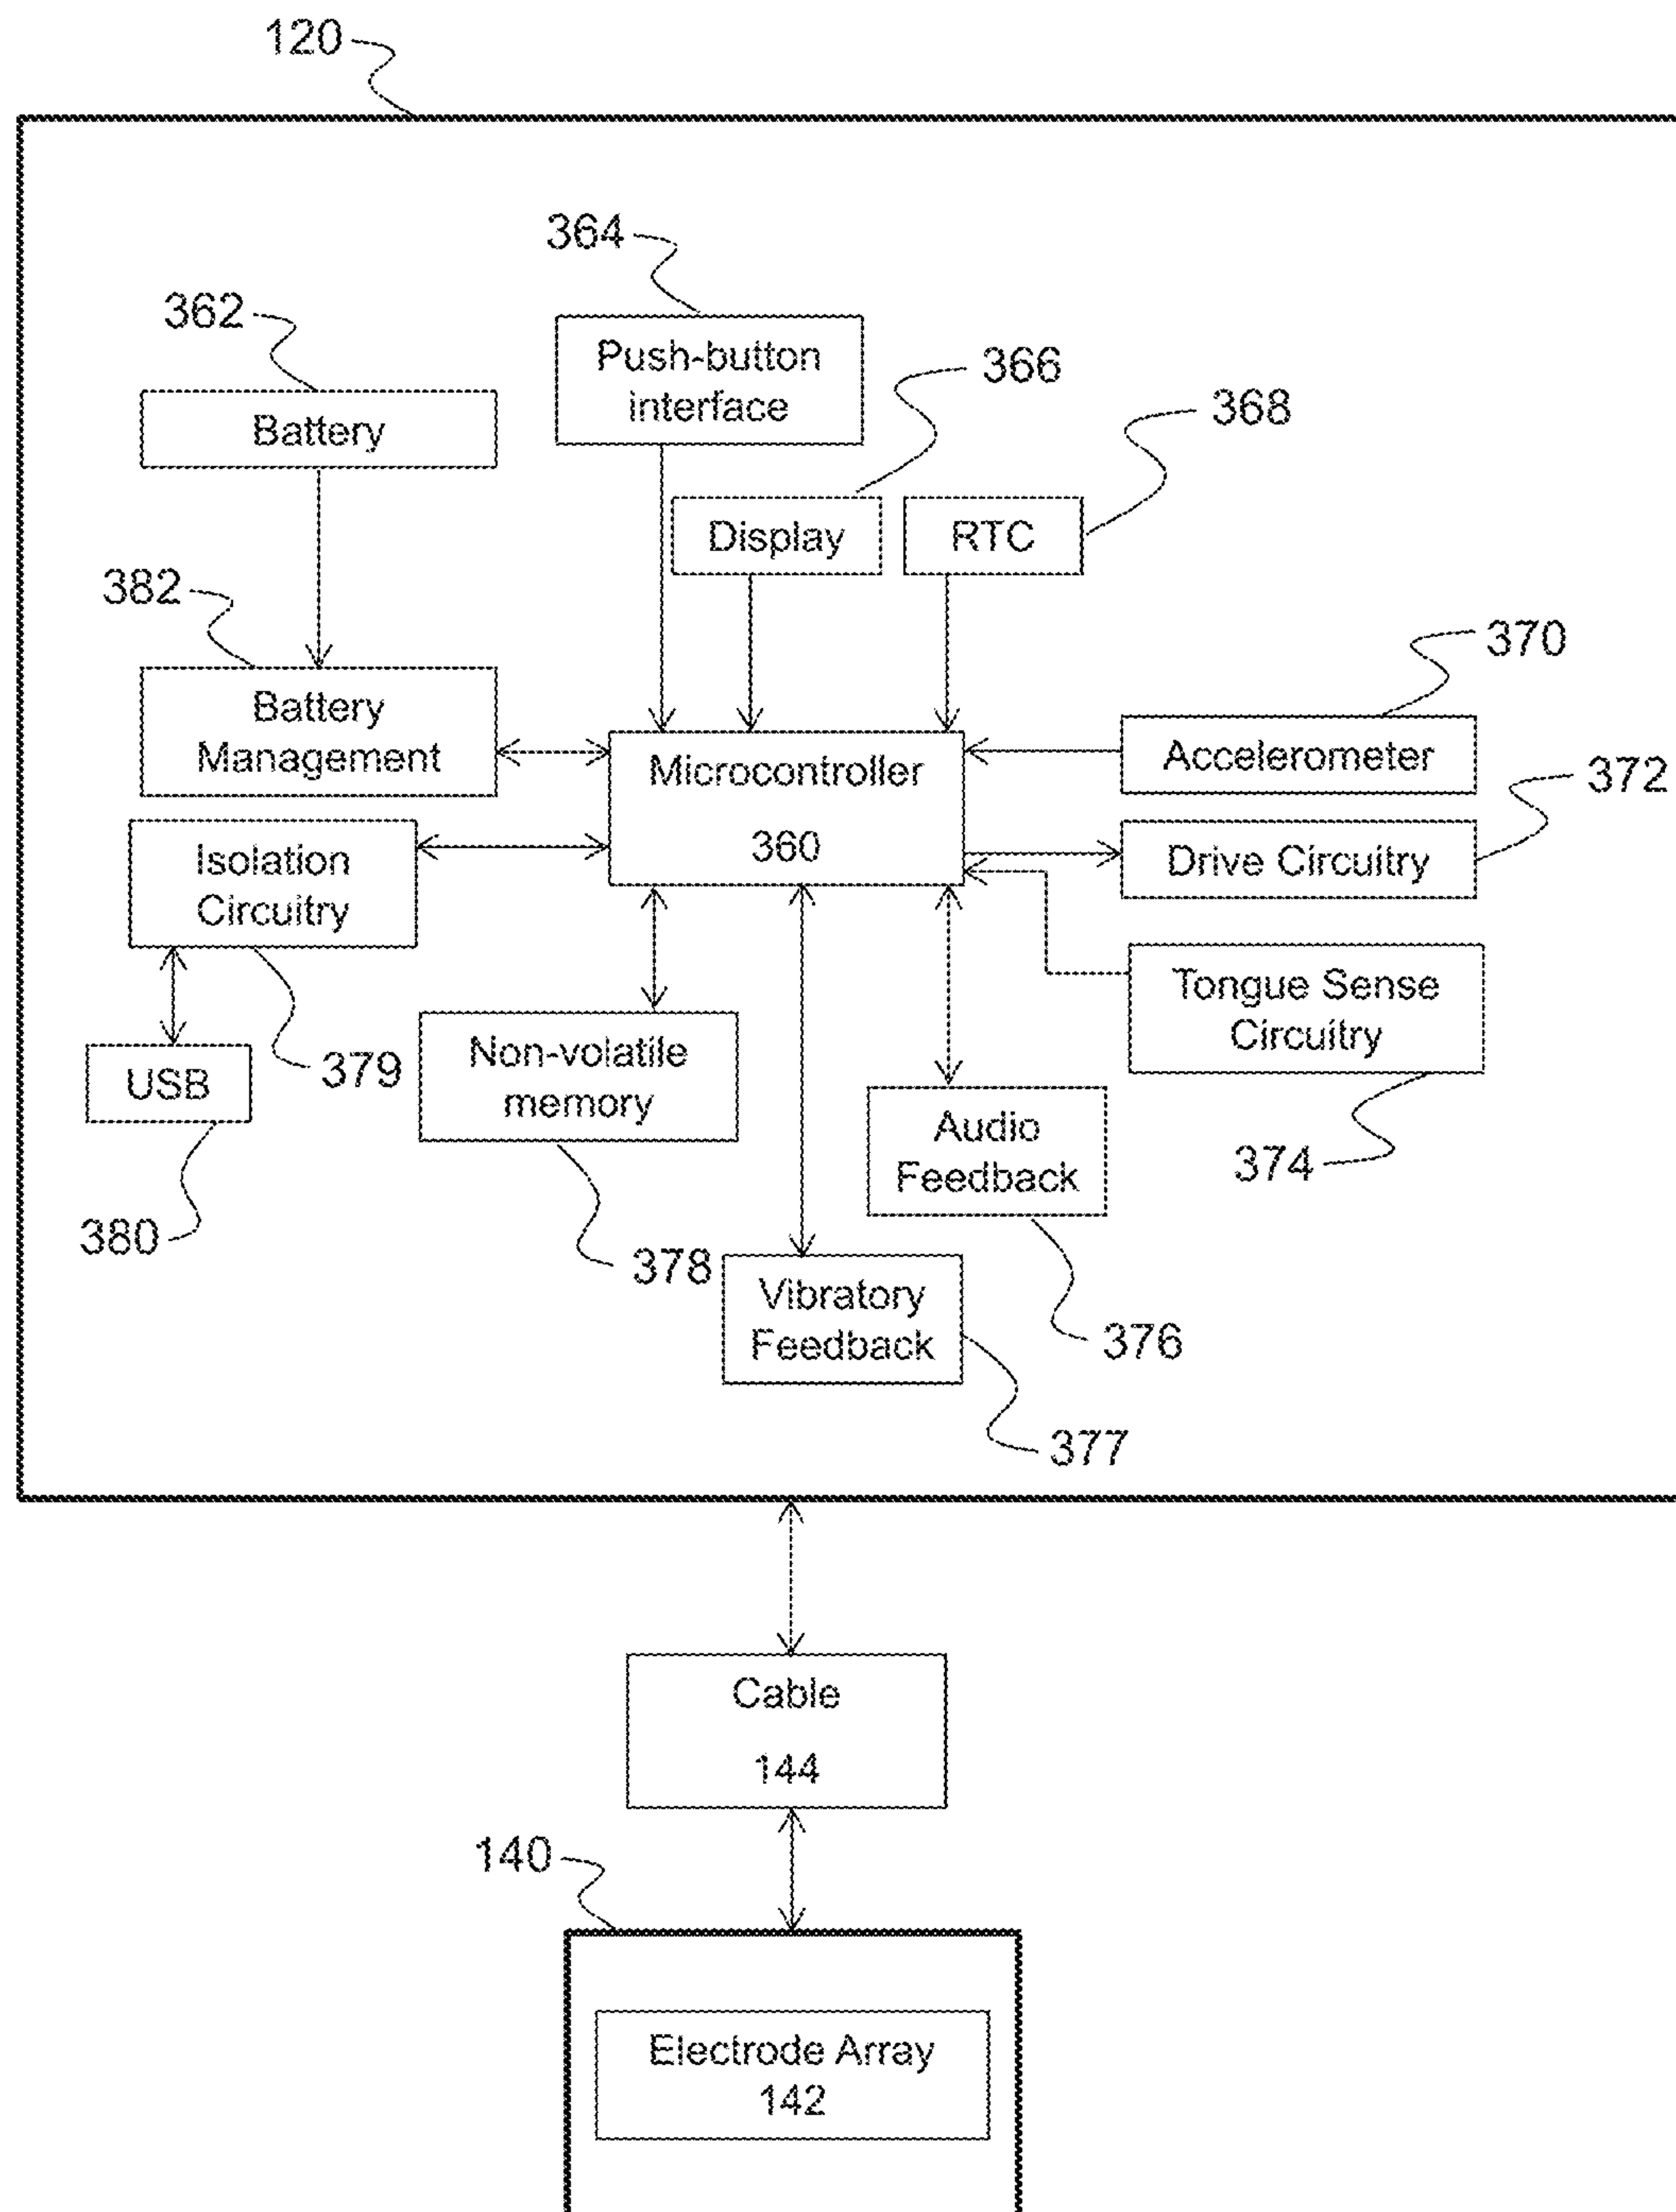 120
364
Push-button
interface
362
Battery
366
Display
368
RTC
382
Battery
Management
370
Accelerometer
Microcontroller
360
372
Drive Circuitry
Isolation
Circuitry
Tongue Sense
Circuitry
379
USB
Non-volatile
memory
Audio
Feedback
374
380
378
Vibratory
Feedback
376
377
Cable
144
140
Electrode Array
142